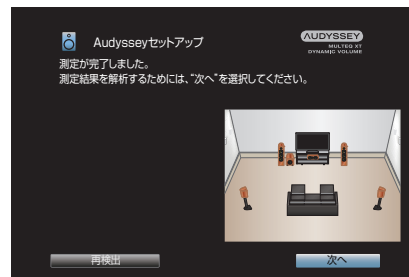 Audysseyセットアップ
AUDYSSEY
MULTEQ XT
DYNAMIC VOLUME
測定が完了しました。
測定結果を解析するためには、“次へ”を選択してください。
再検出
次へ